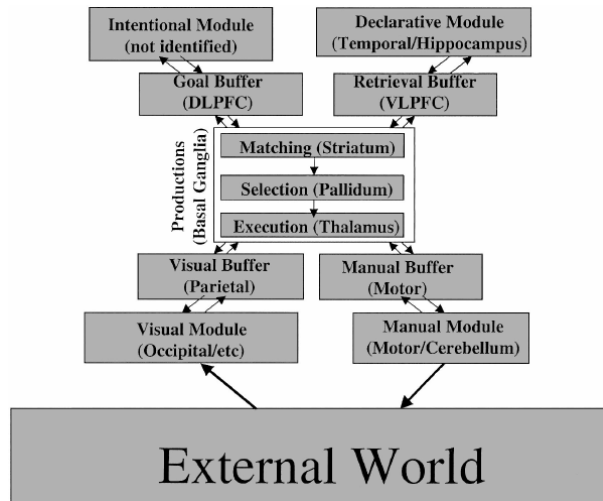 Intentional Module
(not identified)
Declarative Module
(Temporal/Hippocampus)
Goal Buffer
(DLPFC)
Retrieval Buffer
(VLPFC)
Productions
(Basal Ganglia)
Matching (Striatum)
Selection (Pallidum)
Execution (Thalamus)
Visual Buffer
(Parietal)
Manual Buffer
(Motor)
Visual Module
(Occipital/etc)
Manual Module
(Motor/Cerebellum)
External World